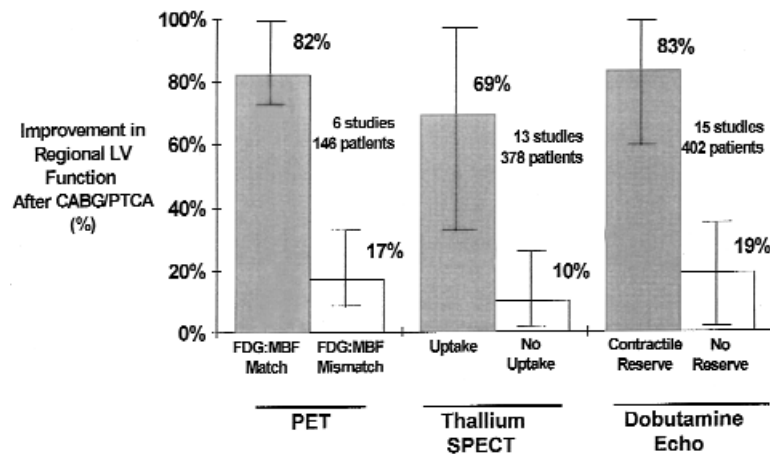 100%
80%
60%
40%
20%
0%
Improvement in
Regional LV
Function
After CABG/PTCA
(%)
82%
6 studies
146 patients
17%
69%
13 studies
378 patients
10%
83%
15 studies
402 patients
19%
FDG:MBF
Match
FDG:MBF
Mismatch
Uptake
No
Uptake
Contractile
Reserve
No
Reserve
PET
Thallium
SPECT
Dobutamine
Echo